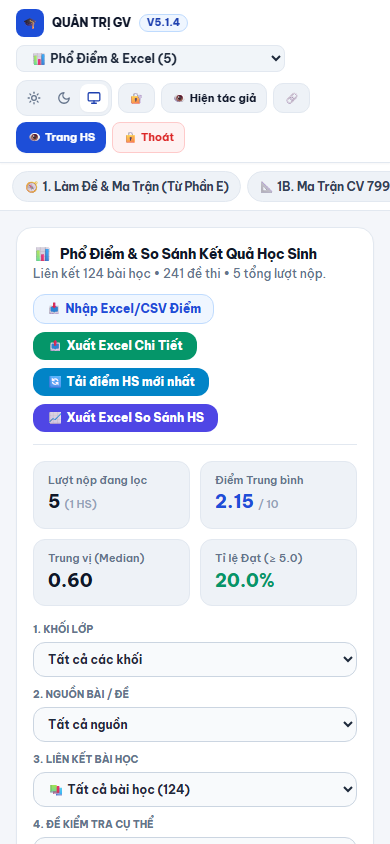 QUẢN TRỊ GV V5.1.4
Phổ Điểm & Excel (5)
Hiện tác giả
Trang HS Thoát
1. Làm Đề & Ma Trận (Từ Phần E) 1B. Ma Trận CV 799
Phổ Điểm & So Sánh Kết Quả Học Sinh
Liên kết 124 bài học • 241 đề thi • 5 tổng lượt nộp.
Nhập Excel/CSV Điểm
Xuất Excel Chi Tiết
Tải điểm HS mới nhất
Xuất Excel So Sánh HS
Lượt nộp đang lọc
5 (1 HS)
Điểm Trung bình
2.15 / 10
Trung vị (Median)
0.60
Tỉ lệ Đạt (≥ 5.0)
20.0%
1. KHỐI LỚP
Tất cả các khối
2. NGUỒN BÀI / ĐỀ
Tất cả nguồn
3. LIÊN KẾT BÀI HỌC
Tất cả bài học (124)
4. ĐỀ KIỂM TRA CỤ THỂ